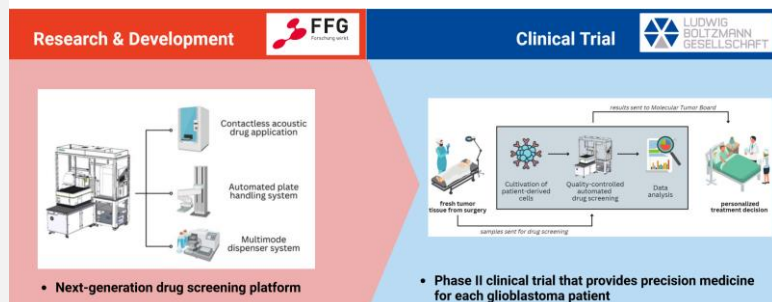 Research & Development
FFG
Forschung wirkt.
Contactless acoustic
drug application
Automated plate
handling system
Multimode
dispenser system
• Next-generation drug screening platform
Clinical Trial
LUDWIG
BOLTZMANN
GESELLSCHAFT
results sent to Molecular Tumor Board
fresh tumor
tissue from surgery
Cultivation of
patient-derived
cells
Quality-controlled
automated
drug screening
Data
analysis
personalized
treatment decision
samples sent for drug screening
• Phase II clinical trial that provides precision medicine
for each glioblastoma patient